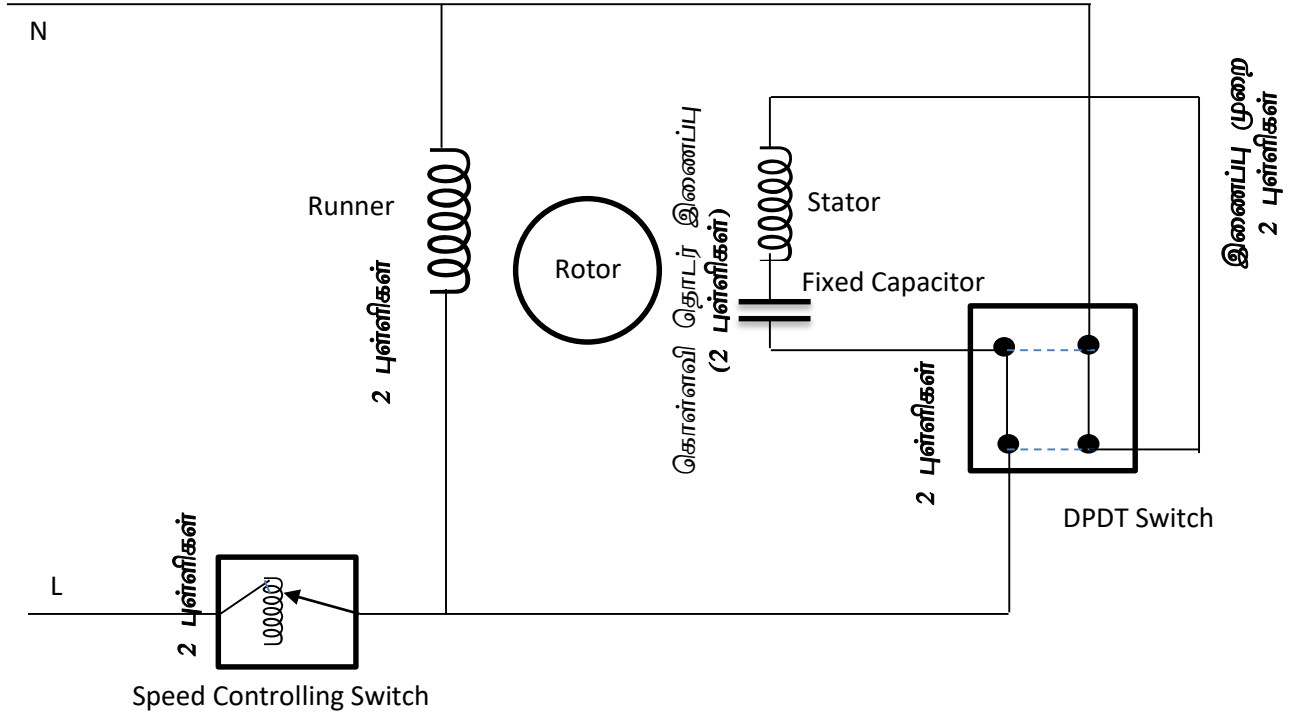 N
இணைப்பு முறை
2 புள்ளிகள்
Runner
2 புள்ளிகள்
Rotor
கொள்ளவி தொடர் இணைப்பு
(2 புள்ளிகள்)
Stator
Fixed Capacitor
2 புள்ளிகள்
DPDT Switch
L
2 புள்ளிகள்
Speed Controlling Switch